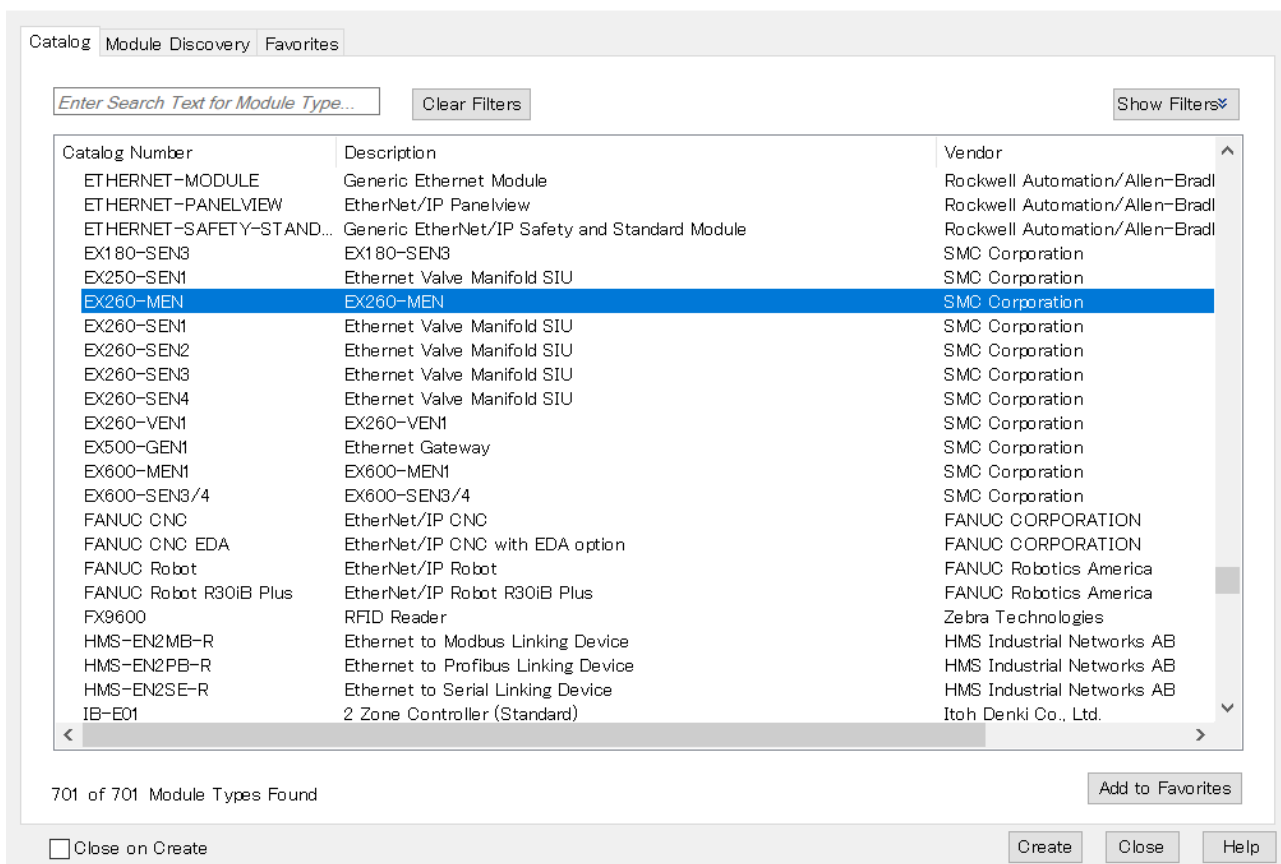 Catalog Module Discovery Favorites
Enter Search Text for Module Type... Clear Filters Show Filters
Catalog Number Description Vendor
ETHERNET-MODULE Generic Ethernet Module Rockwell Automation/Allen-Bradl
ETHERNET-PANELVIEW EtherNet/IP Panelview Rockwell Automation/Allen-Bradl
ETHERNET-SAFETY-STAND... Generic EtherNet/IP Safety and Standard Module Rockwell Automation/Allen-Bradl
EX180-SEN3 EX180-SEN3 SMC Corporation
EX250-SEN1 Ethernet Valve Manifold SIU SMC Corporation
EX260-MEN EX260-MEN SMC Corporation
EX260-SEN1 Ethernet Valve Manifold SIU SMC Corporation
EX260-SEN2 Ethernet Valve Manifold SIU SMC Corporation
EX260-SEN3 Ethernet Valve Manifold SIU SMC Corporation
EX260-SEN4 Ethernet Valve Manifold SIU SMC Corporation
EX260-VEN1 EX260-VEN1 SMC Corporation
EX500-GEN1 Ethernet Gateway SMC Corporation
EX600-MEN1 EX600-MEN1 SMC Corporation
EX600-SEN3/4 EX600-SEN3/4 SMC Corporation
FANUC CNC EtherNet/IP CNC FANUC CORPORATION
FANUC CNC EDA EtherNet/IP CNC with EDA option FANUC CORPORATION
FANUC Robot EtherNet/IP Robot FANUC Robotics America
FANUC Robot R30iB Plus EtherNet/IP Robot R30iB Plus FANUC Robotics America
FX9600 RFID Reader Zebra Technologies
HMS-EN2MB-R Ethernet to Modbus Linking Device HMS Industrial Networks AB
HMS-EN2PB-R Ethernet to Profibus Linking Device HMS Industrial Networks AB
HMS-EN2SE-R Ethernet to Serial Linking Device HMS Industrial Networks AB
IB-E01 2 Zone Controller (Standard) Itoh Denki Co., Ltd.
701 of 701 Module Types Found Add to Favorites
Close on Create Create Close Help